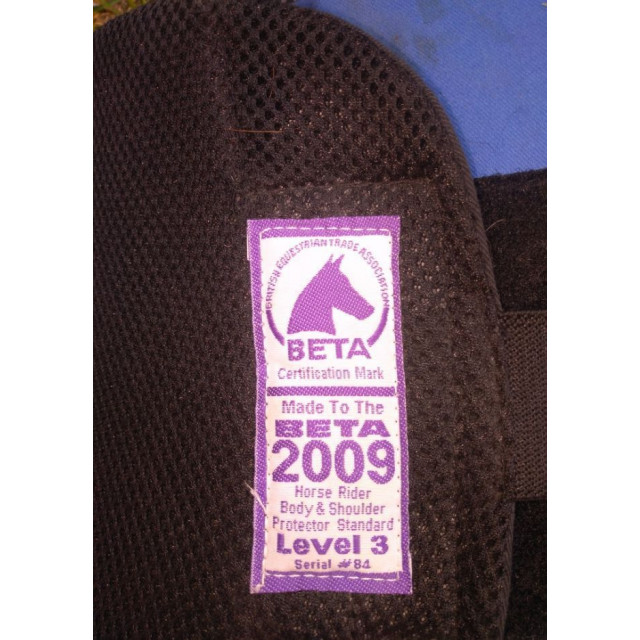 BRITISH EQUESTRIAN TRADE ASSOCIATION
BETA
Certification Mark
Made To The
BETA
2009
Horse Rider
Body & Shoulder
Protector Standard
Level 3
Serial #84